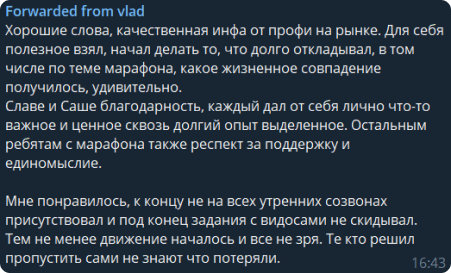 Forwarded from vlad
Хорошие слова, качественная инфа от профи на рынке. Для себя
полезное взял, начал делать то, что долго откладывал, в том
числе по теме марафона, какое жизненное совпадение
получилось, удивительно.
Славе и Саше благодарность, каждый дал от себя лично что-то
важное и ценное сквозь долгий опыт выделенное. Остальным
ребятам с марафона также респект за поддержку и
единомыслие.

Мне понравилось, к концу не на всех утренних созвонах
присутствовал и под конец задания с видосами не скидывал.
Тем не менее движение началось и все не зря. Те кто решил
пропустить сами не знают что потеряли.
16:43